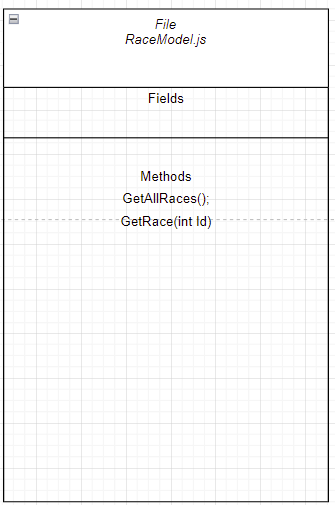 File
RaceModel.js
Fields
Methods
GetAllRaces();
GetRace(int Id)